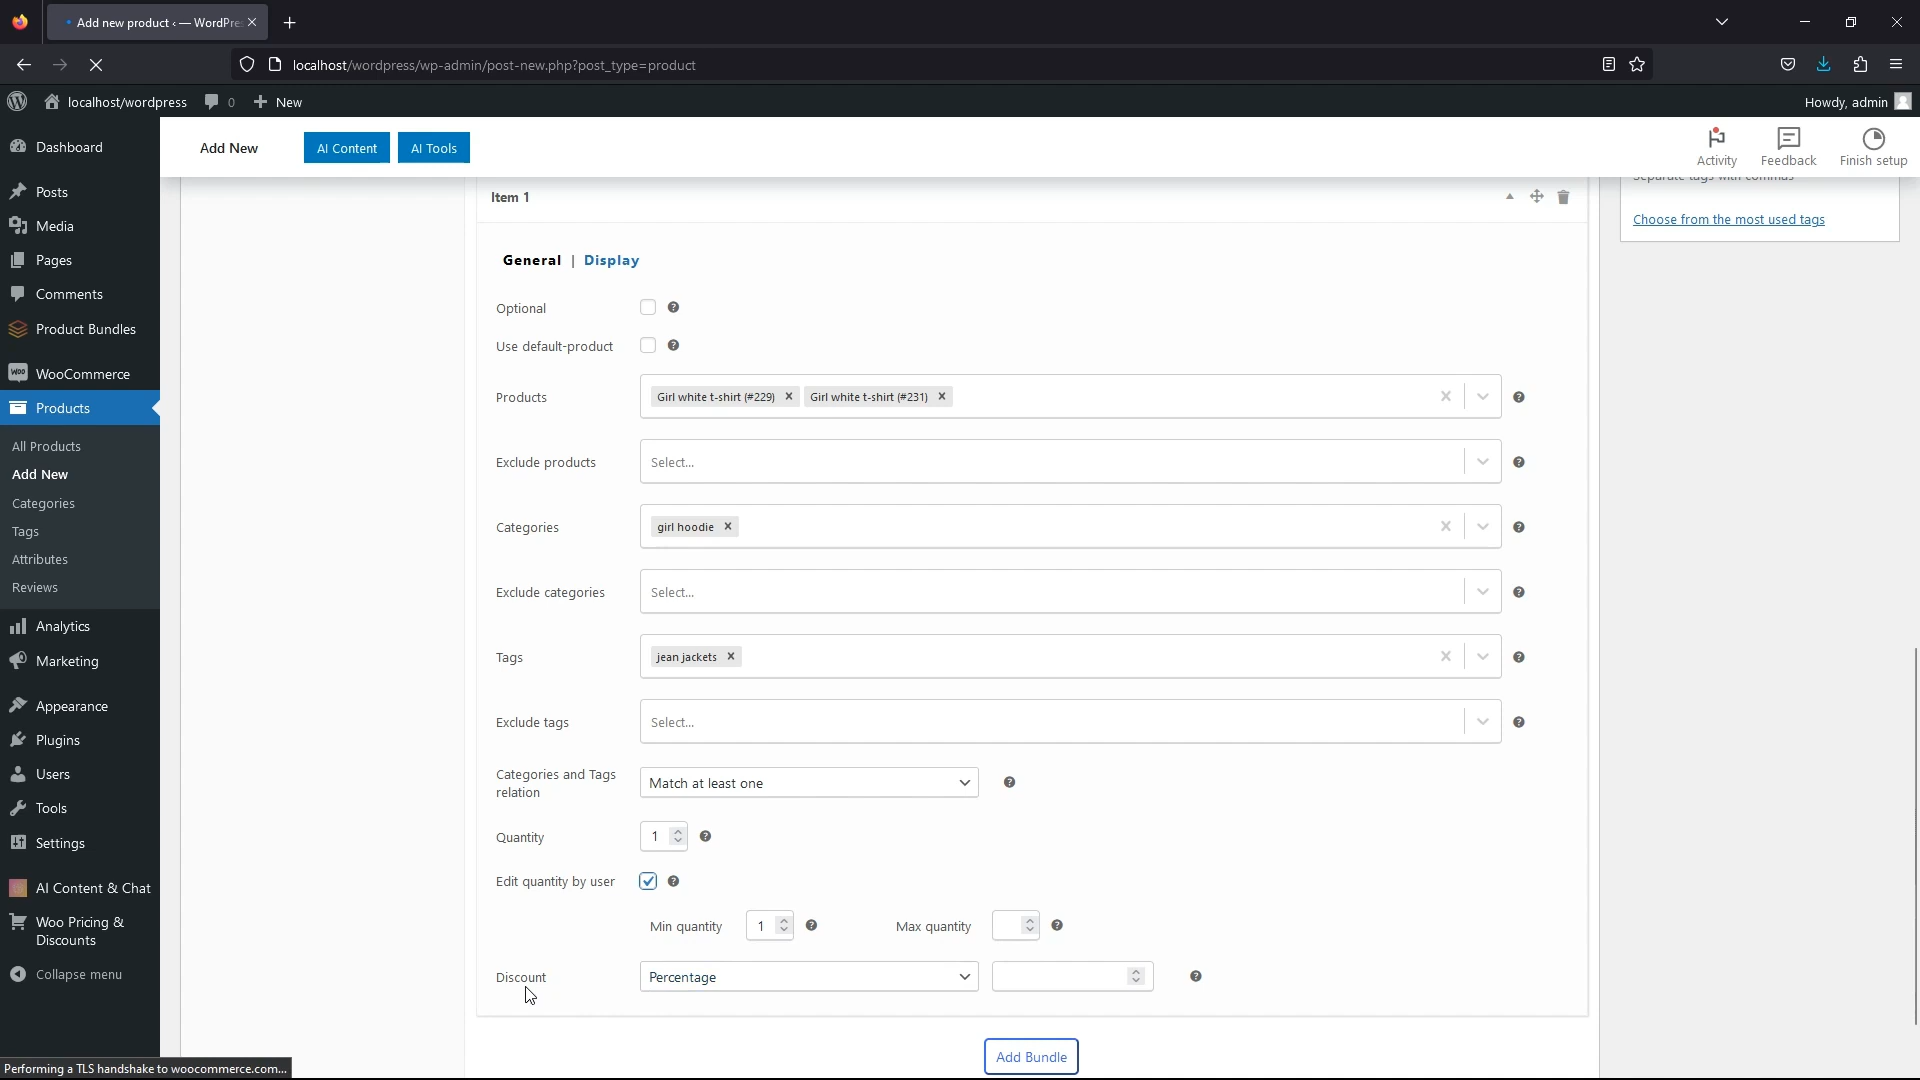 Add new product ‹ — WordPre
localhost/wordpress/wp-admin/post-new.php?post_type=product
localhost/wordpress
0
New
Howdy, admin
Dashboard
Posts
Media
Pages
Comments
Product Bundles
WooCommerce
Products
All Products
Add New
Categories
Tags
Attributes
Reviews
Analytics
Marketing
Appearance
Plugins
Users
Tools
Settings
AI Content & Chat
Woo Pricing &
Discounts
Collapse menu
Performing a TLS handshake to woocommerce.com...
Add New
AI Content
AI Tools
Activity
Feedback
Finish setup
Separate tags with commas
Choose from the most used tags
Item 1
General | Display
Optional
Use default-product
Products
Girl white t-shirt (#229)
Girl white t-shirt (#231)
Exclude products
Select...
Categories
girl hoodie
Exclude categories
Select...
Tags
jean jackets
Exclude tags
Select...
Categories and Tags
relation
Match at least one
Quantity
1
Edit quantity by user
Min quantity
1
Max quantity
Discount
Percentage
Add Bundle